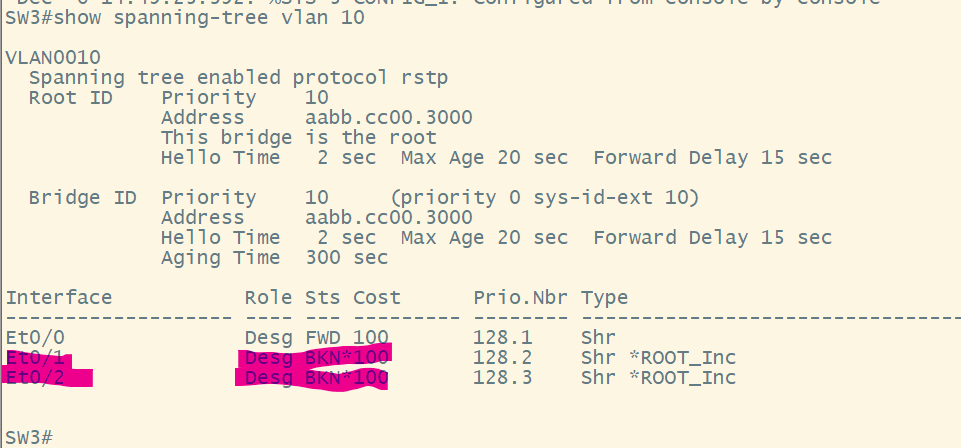 SW3#show spanning-tree vlan 10
VLAN0010
Spanning tree enabled protocol rstp
Root ID Priority 10
Address aabb.cc00.3000
This bridge is the root
Hello Time 2 sec Max Age 20 sec Forward Delay 15 sec
Bridge ID Priority 10 (priority 0 sys-id-ext 10)
Address aabb.cc00.3000
Hello Time 2 sec Max Age 20 sec Forward Delay 15 sec
Aging Time 300 sec
Interface Role Sts Cost Prio.Nbr Type
------------------- ---- --- --------- -------- --------------------------------
Et0/0 Desg FWD 100 128.1 Shr
Et0/1 Desg BKN*100 128.2 Shr *ROOT_Inc
Et0/2 Desg BKN*100 128.3 Shr *ROOT_Inc
SW3#